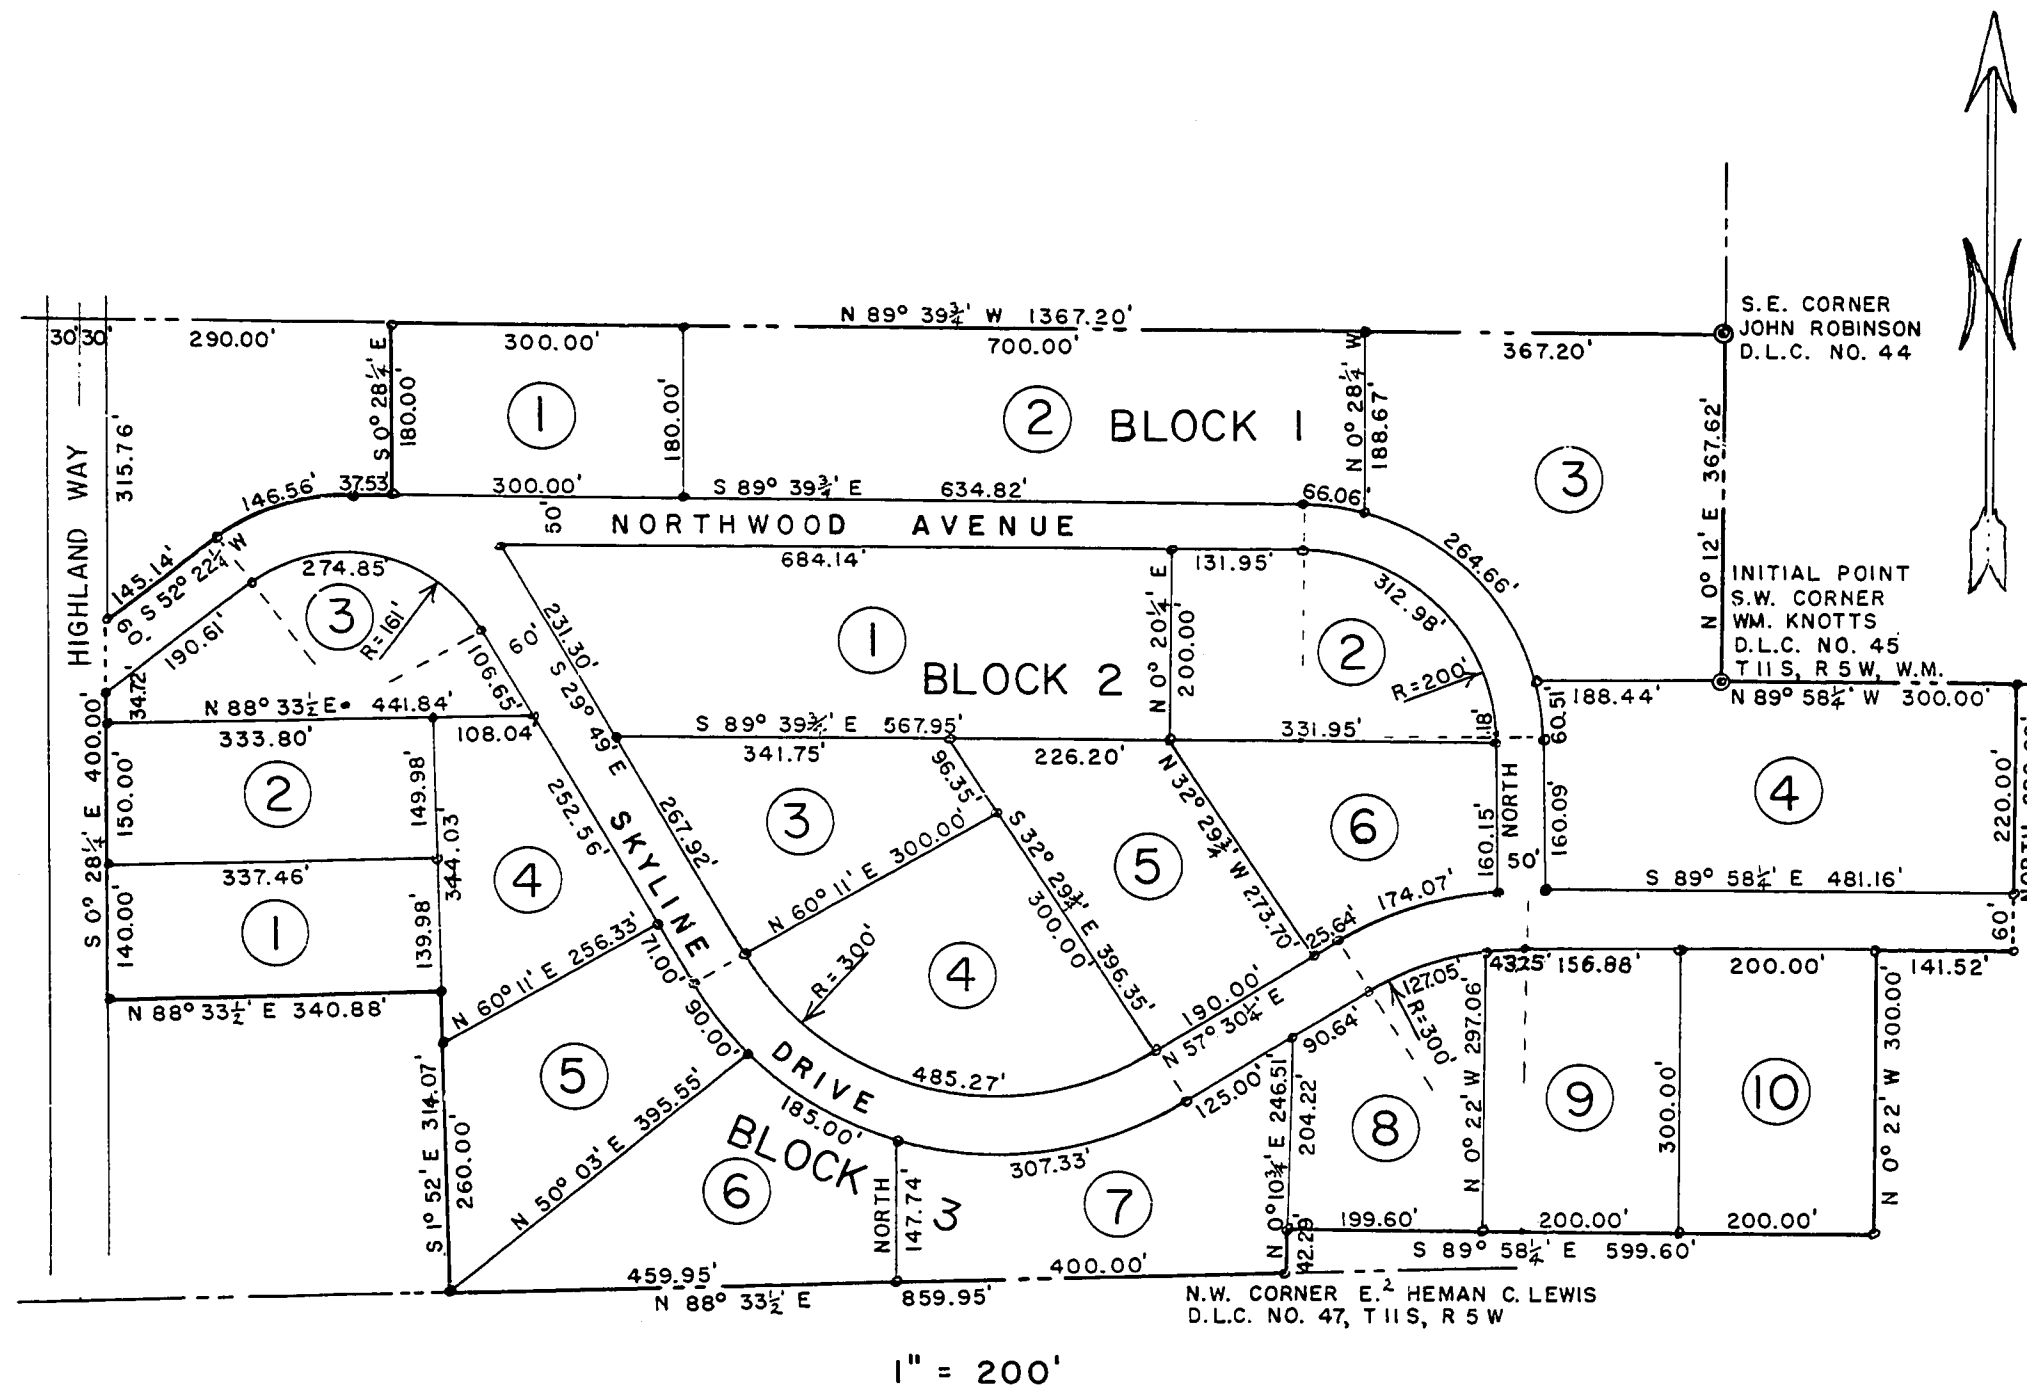 N 89° 39¾' W 1367.20'
30' 30'
290.00'
300.00'
700.00'
367.20'
S.E. CORNER
JOHN ROBINSON
D.L.C. NO. 44
N
HIGHLAND WAY
315.76'
S 0° 28¼' E
180.00'
1
180.00'
2
BLOCK 1
N 0° 28¼' W
188.67'
3
N 0° 12' E 367.62'
146.56'
37.53
300.00'
S 89° 39¾' E
634.82'
66.06'
50'
NORTHWOOD AVENUE
264.66'
145.14'
60'
S 52° 22¼' W
274.85'
684.14'
131.95'
312.98'
INITIAL POINT
S.W. CORNER
WM. KNOTTS
D.L.C. NO. 45
T 11 S, R 5 W, W.M.
N 89° 58¼' W 300.00'
190.61'
3
R=161'
231.30'
60'
1
BLOCK 2
N 0° 20¼' E
200.00'
2
R=200'
188.44'
106.65'
34.72'
N 88° 33½' E 441.84'
333.80'
108.04'
S 29° 49' E
S 89° 39¾' E 567.95'
341.75'
226.20'
331.95'
.18'
60.51'
S 0° 28¼' E 400.00'
150.00'
2
149.98'
344.03
252.56'
SKYLINE
267.92'
3
96.35'
N 60° 11' E 300.00'
S 32° 29¾' E 396.35'
300.00'
5
N 32° 29¾' W 273.70'
6
160.15'
NORTH
50'
160.09'
4
220.00'
NORTH
337.46'
140.00'
1
139.98'
4
S 89° 58¼' E 481.16'
174.07'
25.64'
60'
N 88° 33½' E 340.88'
N 60° 11' E 256.33'
71.00'
R=300'
4
190.00'
N 57° 30¼' E
127.05'
43.25'
156.88'
200.00'
141.52'
90.00'
DRIVE
485.27'
90.64'
R=300'
125.00'
5
S 1° 52' E 314.07'
260.00'
N 50° 03' E 395.55'
185.00'
BLOCK 3
6
NORTH
147.74'
307.33'
7
N 0° 10¾' E 246.51'
204.22'
42.29'
8
N 0° 22' W 297.06'
9
300.00'
10
N 0° 22' W 300.00'
199.60'
200.00'
200.00'
S 89° 58¼' E 599.60'
459.95'
400.00'
N 88° 33½' E 859.95'
N.W. CORNER E.² HEMAN C. LEWIS
D.L.C. NO. 47, T 11 S, R 5 W
1" = 200'